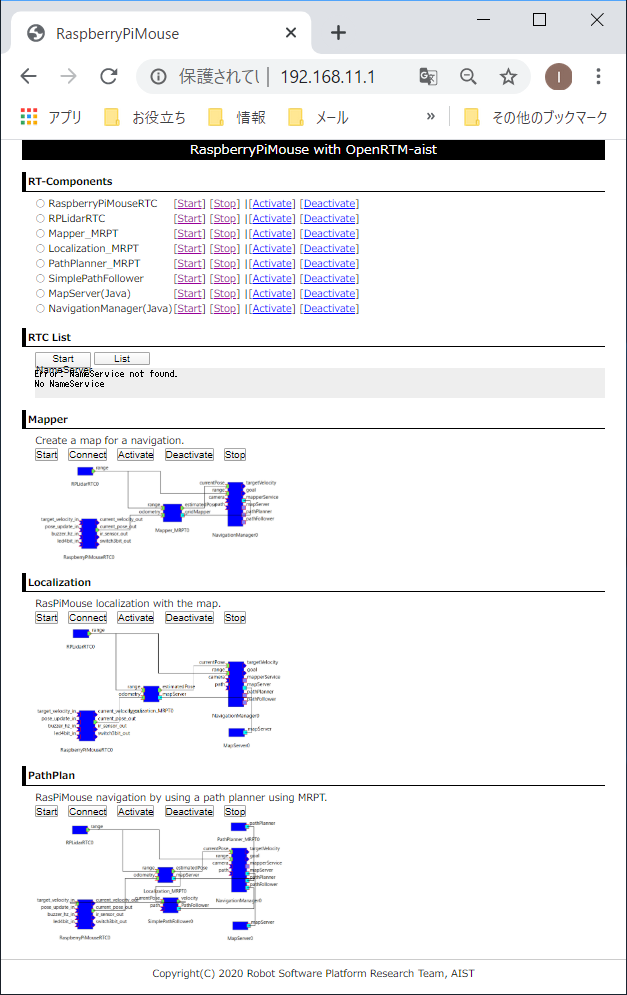 RaspberryPiMouse
保護されてい 192.168.11.1
I
アプリ お役立ち 情報 メール » その他のブックマーク
RaspberryPiMouse with OpenRTM-aist
RT-Components
RaspberryPiMouseRTC [Start] [Stop] |[Activate] [Deactivate]
RPLidarRTC [Start] [Stop] |[Activate] [Deactivate]
Mapper_MRPT [Start] [Stop] |[Activate] [Deactivate]
Localization_MRPT [Start] [Stop] |[Activate] [Deactivate]
PathPlanner_MRPT [Start] [Stop] |[Activate] [Deactivate]
SimplePathFollower [Start] [Stop] |[Activate] [Deactivate]
MapServer(Java) [Start] [Stop] |[Activate] [Deactivate]
NavigationManager(Java) [Start] [Stop] |[Activate] [Deactivate]
RTC List
Start NameServer List
Error: NameService not found.
No NameService
Mapper
Create a map for a navigation.
Start Connect Activate Deactivate Stop
range
RPLidarRTC0
currentPose targetVelocity
range goal
camera mapperService
path mapServer
pathPlanner
pathFollower
NavigationManager0
range estimatedPose
odometry gridMapper
Mapper_MRPT0
target_velocity_in current_velocity_out
pose_update_in current_pose_out
buzzer_hz_in ir_sensor_out
led4bit_in switch3bit_out
RaspberryPiMouseRTC0
Localization
RasPiMouse localization with the map.
Start Connect Activate Deactivate Stop
range
RPLidarRTC0
currentPose targetVelocity
range goal
camera mapperService
path mapServer
pathPlanner
PathFollower
NavigationManager0
range estimatedPose
odometry mapServer
Localization_MRPT0
target_velocity_in current_velocity_out
pose_update_in current_pose_out
buzzer_hz_in ir_sensor_out
led4bit_in switch3bit_out
RaspberryPiMouseRTC0
mapServer
MapServer0
PathPlan
RasPiMouse navigation by using a path planner using MRPT.
Start Connect Activate Deactivate Stop
range
RPLidarRTC0
pathPlanner
PathPlanner_MRPT0
currentPose targetVelocity
range goal
camera mapperService
path mapServer
pathPlanner
pathFollower
NavigationManager0
range estimatedPose
odometry mapServer
Localization_MRPT0
currentPose velocity
path PathFollower
SimplePathFollower0
target_velocity_in current_velocity_out
pose_update_in current_pose_out
buzzer_hz_in ir_sensor_out
led4bit_in switch3bit_out
RaspberryPiMouseRTC0
mapServer
MapServer0
Copyright(C) 2020 Robot Software Platform Research Team, AIST